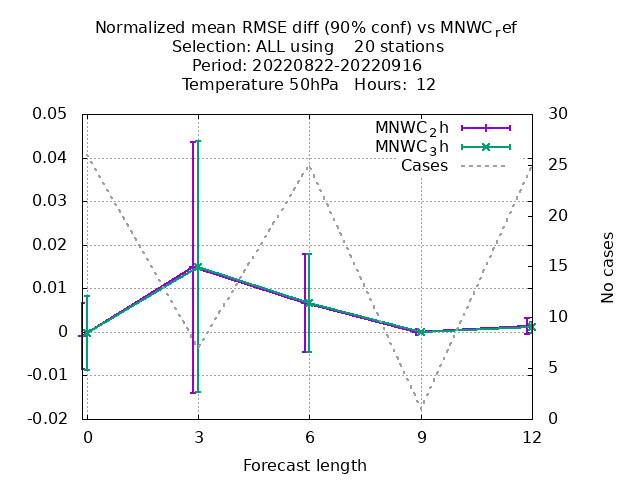 Normalized mean RMSE diff (90% conf) vs MNWC_ref
Selection: ALL using    20 stations
Period: 20220822-20220916
Temperature 50hPa   Hours:  12
MNWC_2h
MNWC_3h
Cases
0.05
0.04
0.03
0.02
0.01
0
-0.01
-0.02
30
25
20
15
10
5
0
No cases
0 3 6 9 12
Forecast length